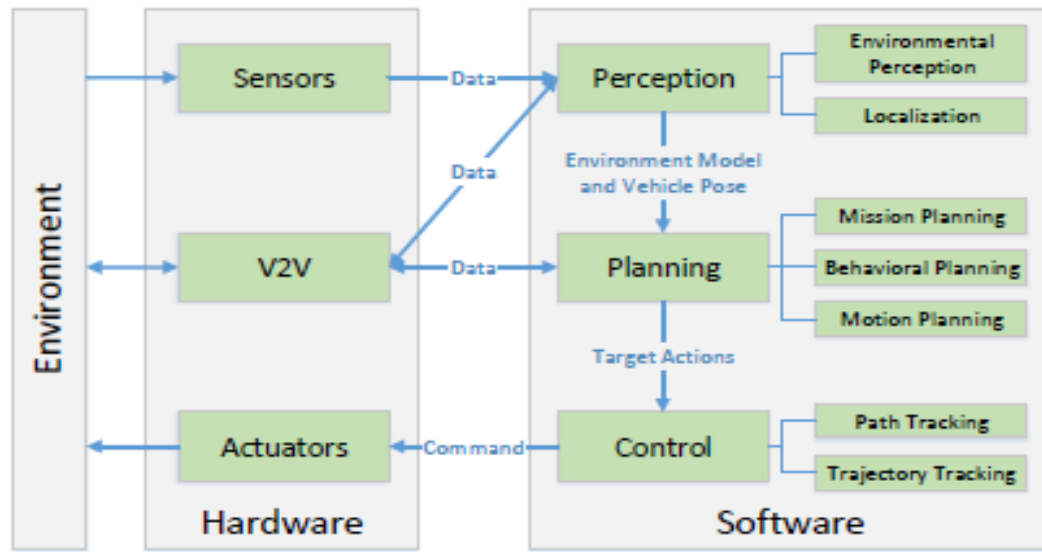 Environment
Sensors
V2V
Actuators
Hardware
Data
Data
Data
Command
Perception
Environment Model
and Vehicle Pose
Planning
Target Actions
Control
Environmental
Perception
Localization
Mission Planning
Behavioral Planning
Motion Planning
Path Tracking
Trajectory Tracking
Software